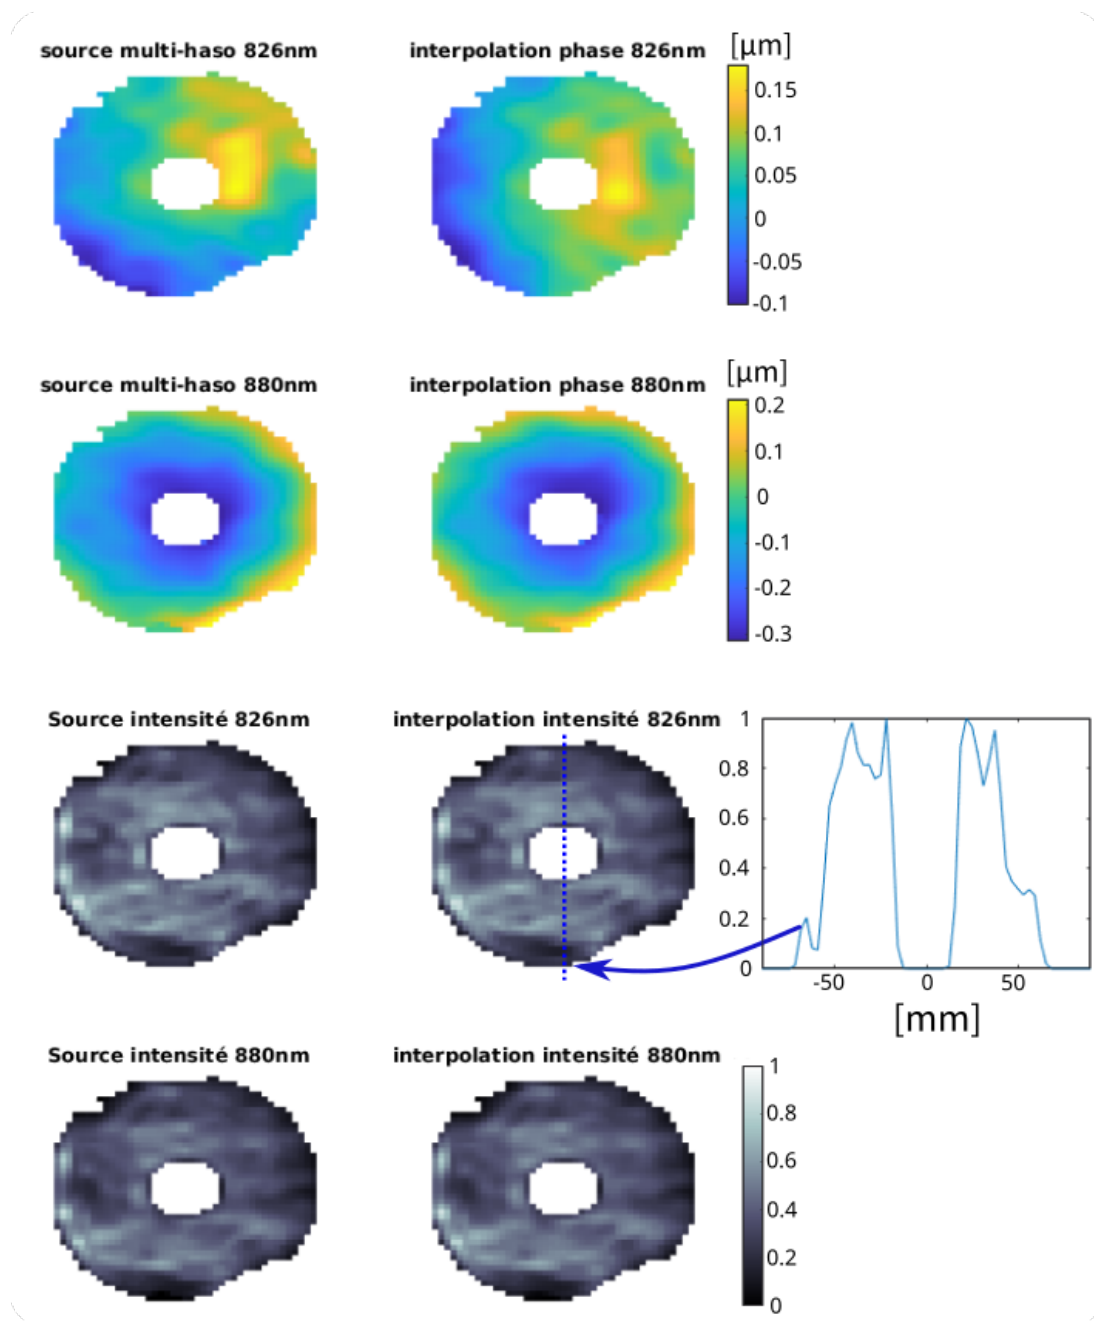 source multi-haso 826nm
interpolation phase 826nm
[µm]
0.15
0.1
0.05
0
-0.05
-0.1
source multi-haso 880nm
interpolation phase 880nm
[µm]
0.2
0.1
0
-0.1
-0.2
-0.3
Source intensité 826nm
interpolation intensité 826nm
1
0.8
0.6
0.4
0.2
0
-50 0 50
[mm]
Source intensité 880nm
interpolation intensité 880nm
1
0.8
0.6
0.4
0.2
0